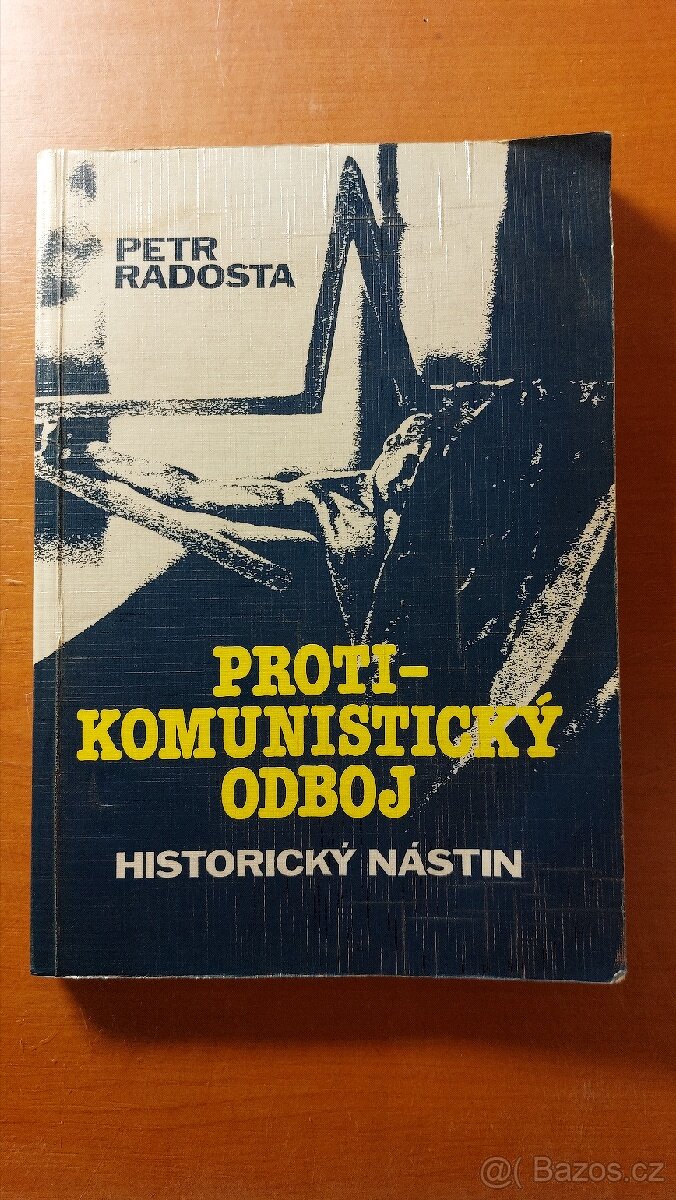 PETR
RADOSTA
PROTI-
KOMUNISTICKÝ
ODBOJ
HISTORICKÝ NÁSTIN
@( Bazos.cz